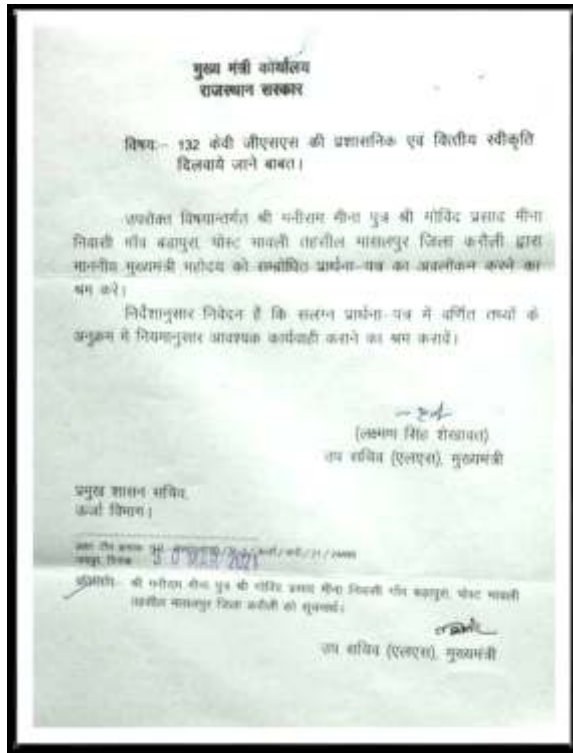 मुख्य मंत्री कार्यालय
राजस्थान सरकार
विषय:- 132 केवी जीएसएस की प्रशासनिक एवं वित्तीय स्वीकृति
दिलवाये जाने बाबत।
उपरोक्त विषयान्तर्गत श्री मनीराम मीना पुत्र श्री गोविंद प्रसाद मीना
निवासी गाँव बडापुरा, पोस्ट भावली तहसील मासलपुर जिला करौली द्वारा
माननीय मुख्यमंत्री महोदय को सम्बोधित प्रार्थना-पत्र का अवलोकन करने का
श्रम करे।
निर्देशानुसार निवेदन है कि सलग्न प्रार्थना-पत्र में वर्णित तथ्यों के
अनुक्रम में नियमानुसार आवश्यक कार्यवाही कराने का श्रम करावें।
(लक्ष्मण सिंह शेखावत)
उप सचिव (एलएस), मुख्यमंत्री
प्रमुख शासन सचिव,
ऊर्जा विभाग।
जयपुर, दिनांक
प्रतिलिपि:- श्री मनीराम मीना पुत्र श्री गोविंद प्रसाद मीना निवासी गाँव बडापुरा, पोस्ट भावली
तहसील मासलपुर जिला करौली को सूचनार्थ।
उप सचिव (एलएस), मुख्यमंत्री